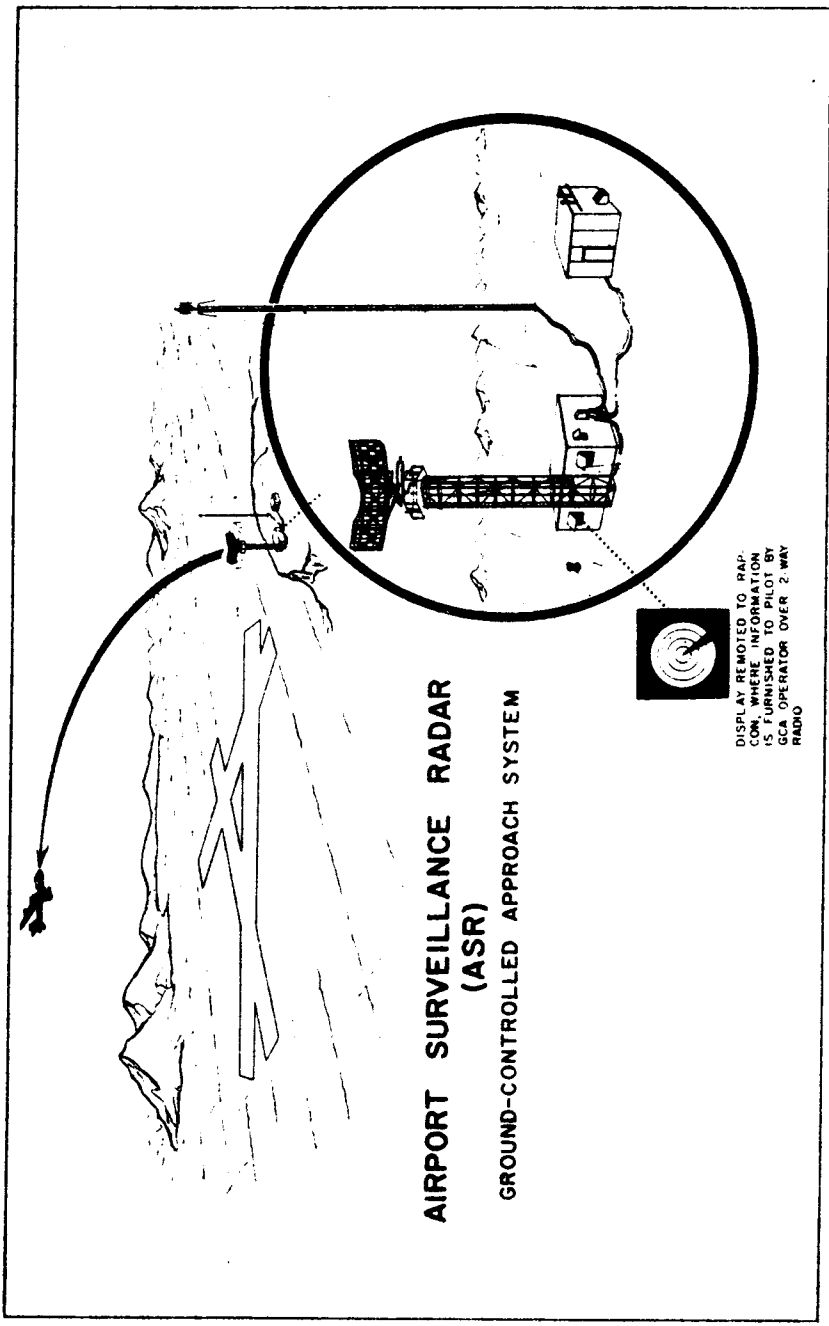 AIRPORT SURVEILLANCE RADAR
(ASR)
GROUND-CONTROLLED APPROACH SYSTEM
DISPLAY REMOTED TO RAP-
CON, WHERE INFORMATION
IS FURNISHED TO PILOT BY
GCA OPERATOR OVER 2-WAY
RADIO